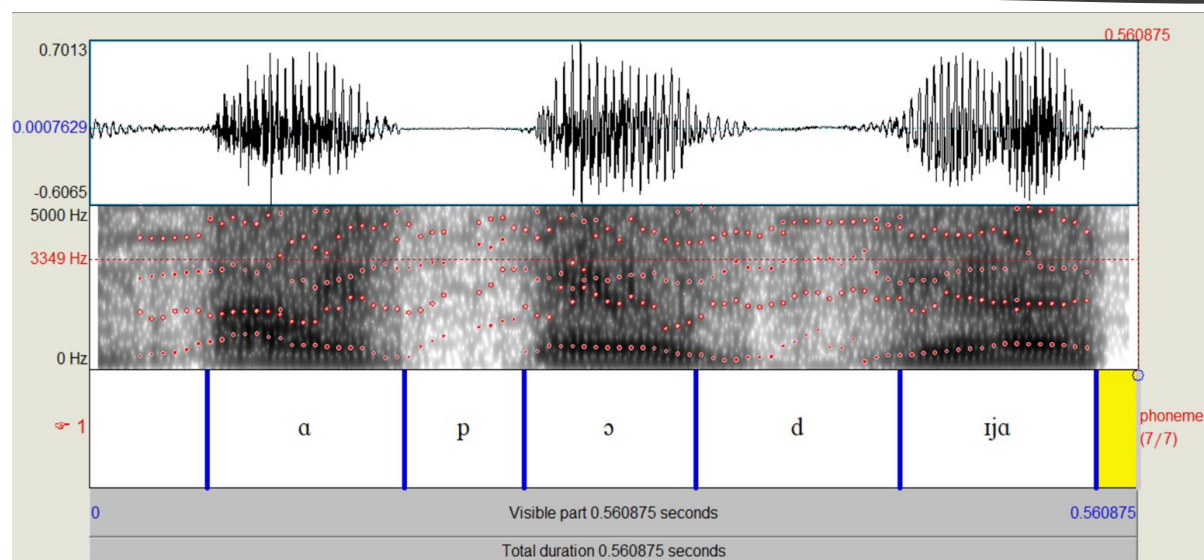 0.560875
0.7013
0.0007629
-0.6065
5000 Hz
3349 Hz
0 Hz
☞ 1
ɑ p ɔ d ɪjɑ
phoneme
(7/7)
0 Visible part 0.560875 seconds 0.560875
Total duration 0.560875 seconds